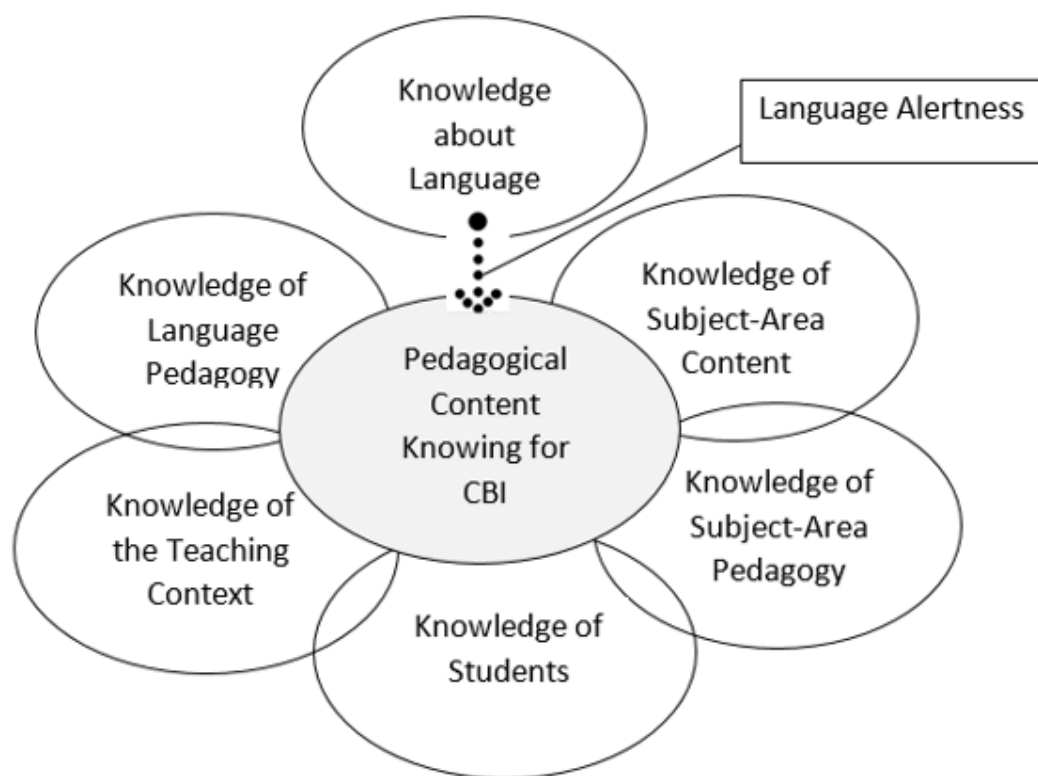 Knowledge
about
Language
Language Alertness
Knowledge of
Language
Pedagogy
Knowledge of
Subject-Area
Content
Pedagogical
Content
Knowing for
CBI
Knowledge of
the Teaching
Context
Knowledge of
Subject-Area
Pedagogy
Knowledge of
Students